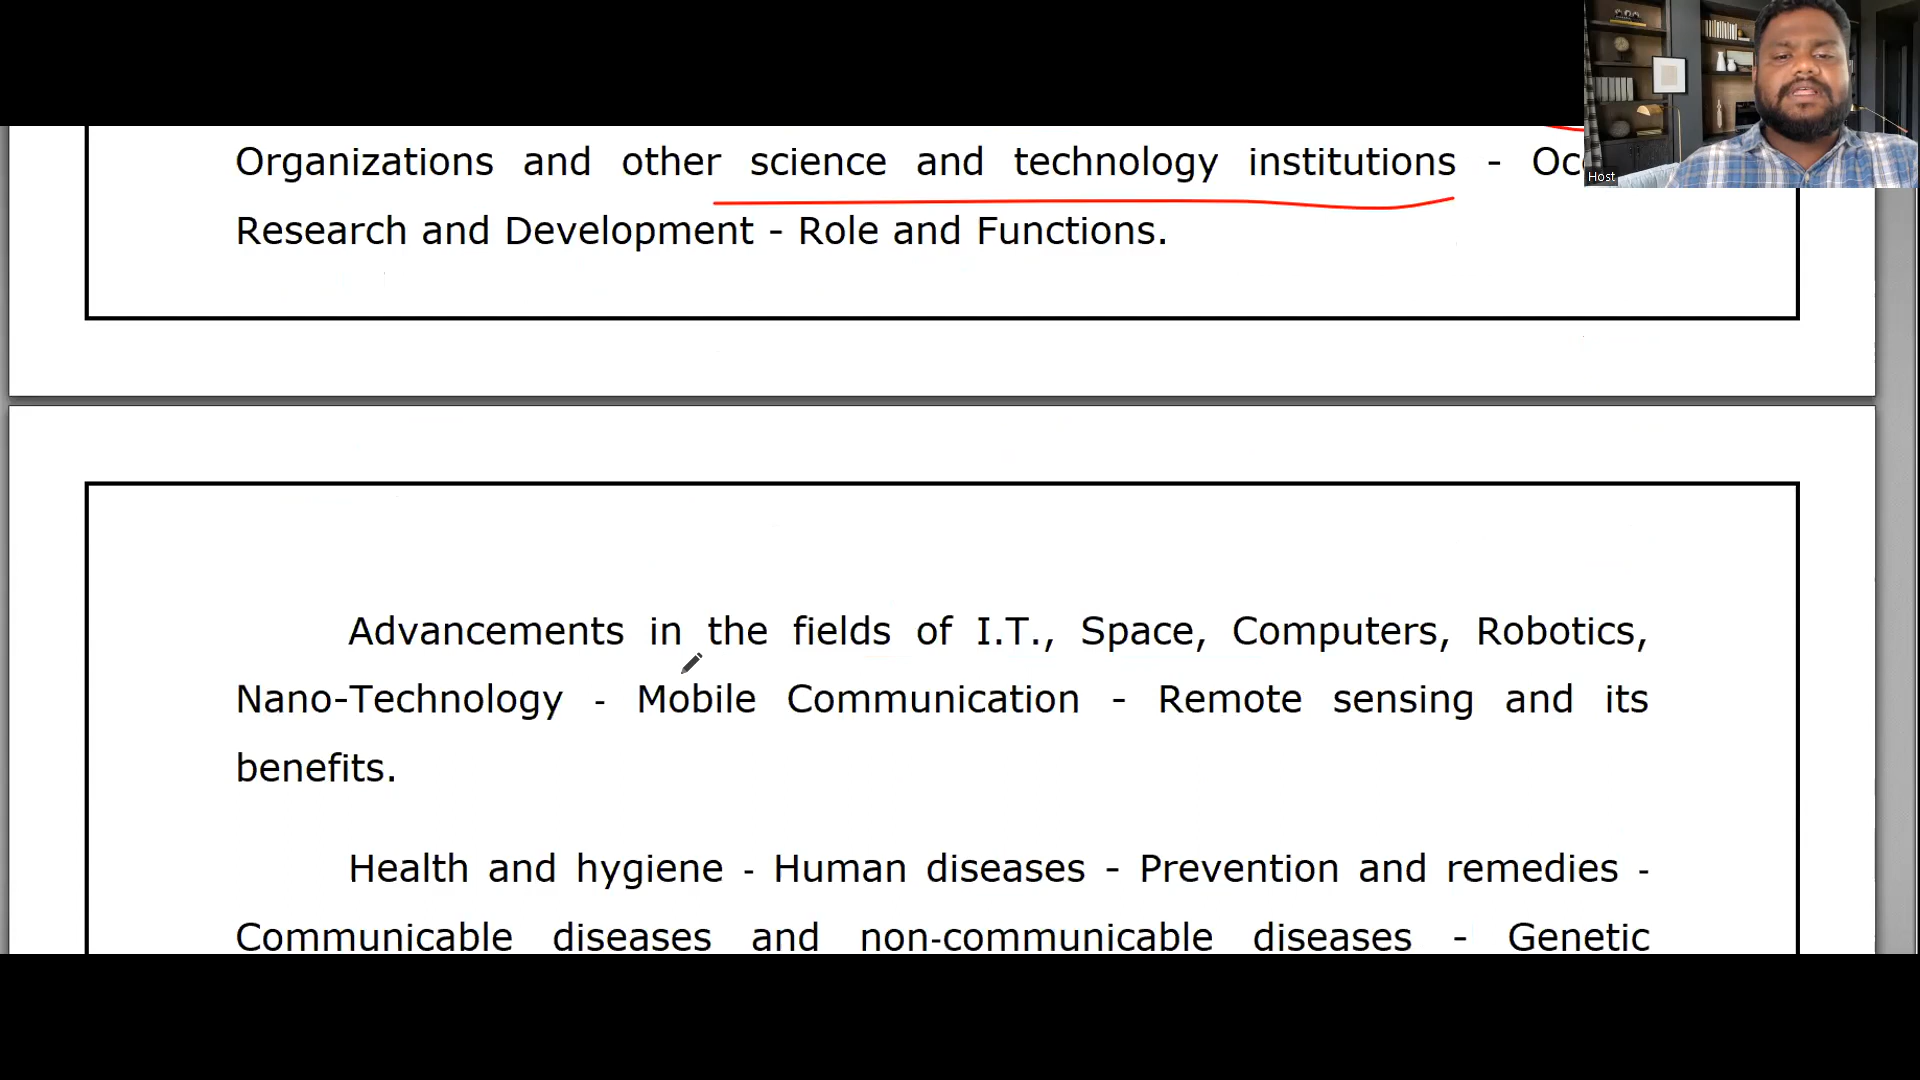 Organizations and other science and technology institutions -
Host
Research and Development - Role and Functions.
Advancements in the fields of I.T., Space, Computers, Robotics,
Nano-Technology - Mobile Communication - Remote sensing and its
benefits.
Health and hygiene - Human diseases - Prevention and remedies -
Communicable diseases and non-communicable diseases - Genetic